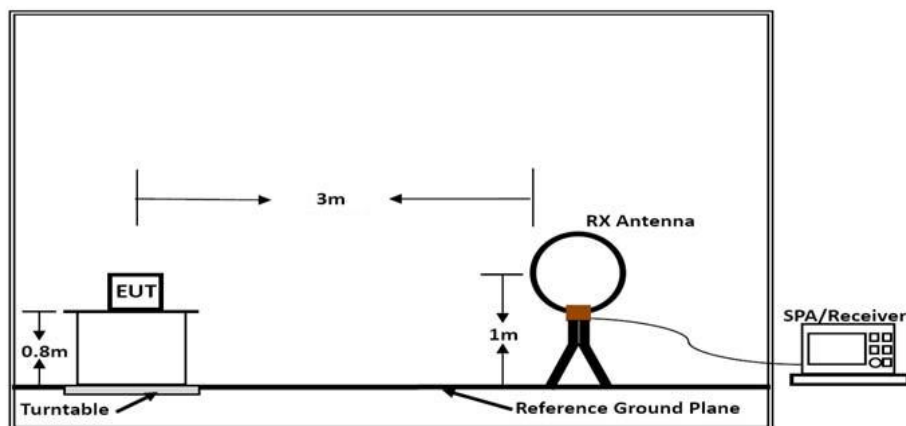 3m
RX Antenna
EUT
SPA/Receiver
1m
0.8m
Turntable
Reference Ground Plane